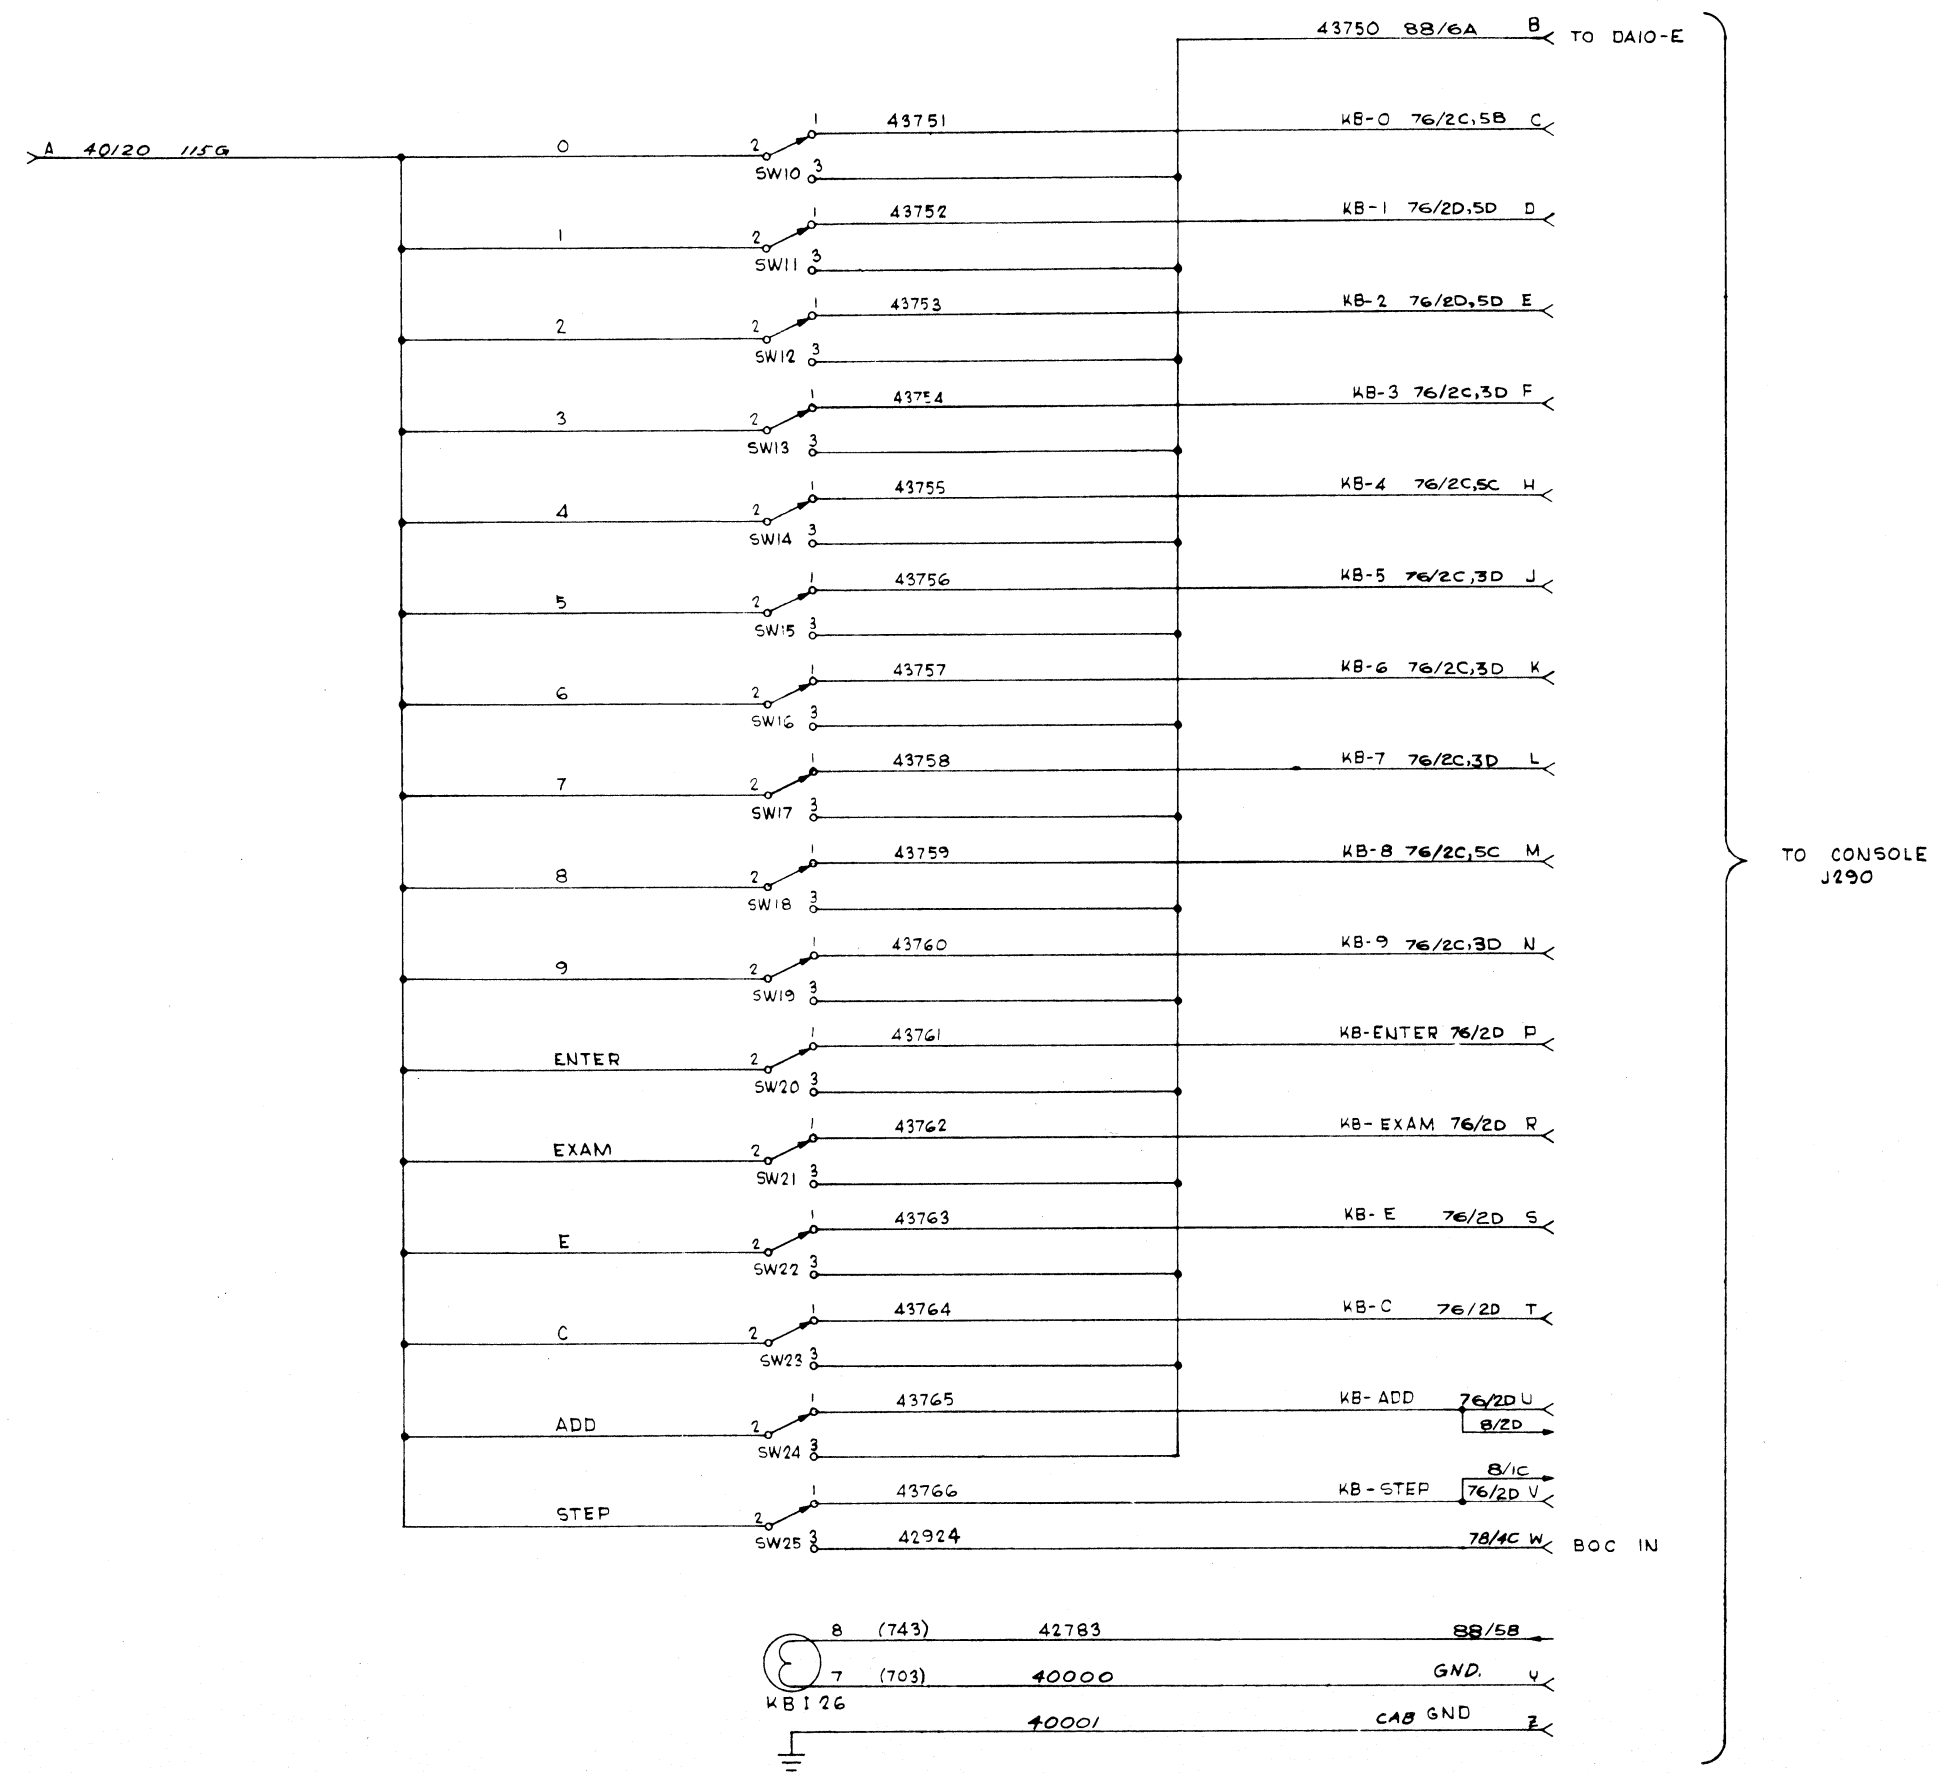 43750 88/6A B TO DA10-E
1 43751 KB-0 76/2C,5B C
A 40120 115G 0 2
SW10 3
1 43752 KB-1 76/2D,5D D
1 2
SW11 3
1 43753 KB-2 76/2D,5D E
2 2
SW12 3
1 43754 KB-3 76/2C,3D F
3 2
SW13 3
1 43755 KB-4 76/2C,5C H
4 2
SW14 3
1 43756 KB-5 76/2C,3D J
5 2
SW15 3
1 43757 KB-6 76/2C,3D K
6 2
SW16 3
1 43758 KB-7 76/2C,3D L
7 2
SW17 3
1 43759 KB-8 76/2C,5C M
TO CONSOLE
J290
8 2
SW18 3
1 43760 KB-9 76/2C,3D N
9 2
SW19 3
1 43761 KB-ENTER 76/2D P
ENTER 2
SW20 3
1 43762 KB-EXAM 76/2D R
EXAM 2
SW21 3
1 43763 KB-E 76/2D S
E 2
SW22 3
1 43764 KB-C 76/2D T
C 2
SW23 3
1 43765 KB-ADD 76/2D U
8/2D
ADD 2
SW24 3
8/1C
1 43766 KB-STEP 76/2D V
STEP 2
SW25 3 42924 78/4C W BOC IN
8 (743) 42783 88/5B
7 (703) 40000 GND. Y
KBI26
40001 CAB GND Z